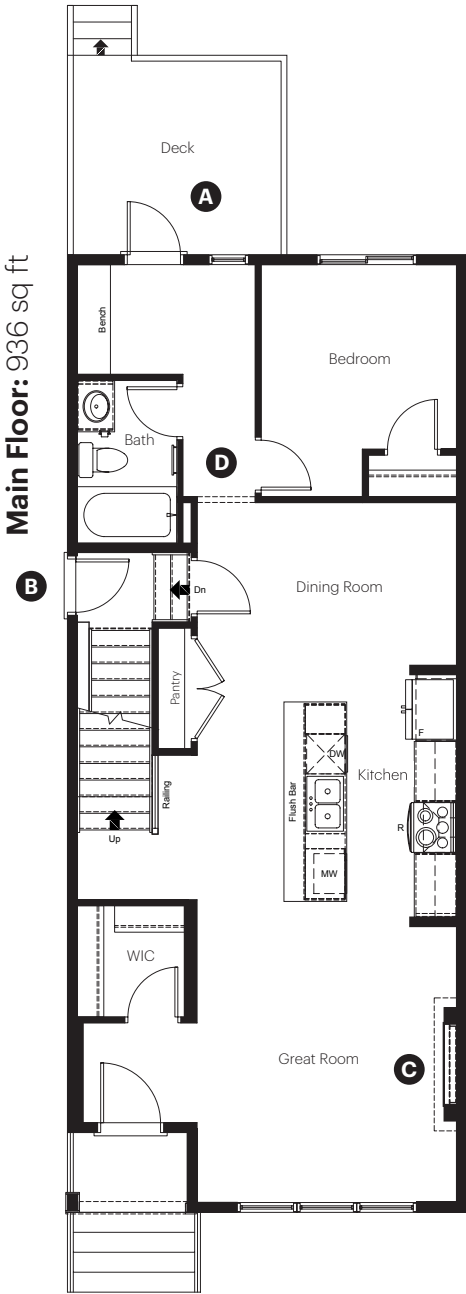 Deck
A
Main Floor: 936 sq ft
Bench
Bedroom
Bath
D
B
Dn
Dining Room
Pantry
F
DW
Kitchen
Railing
Flush Bar
R
Up
MW
WIC
Great Room
C